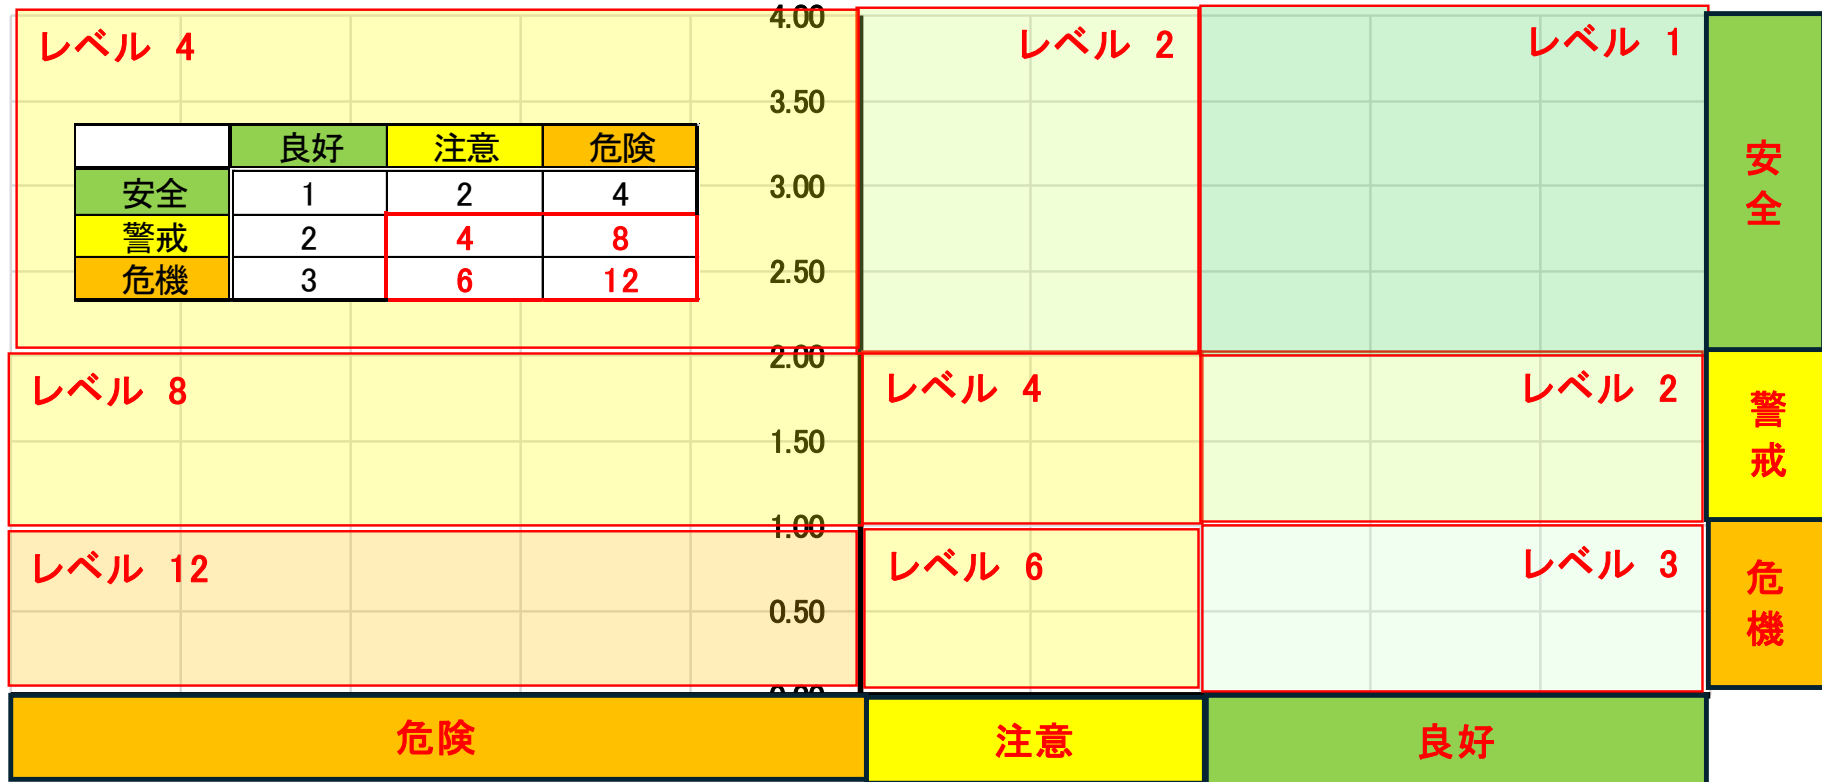 4.00
レベル 4
レベル 2
レベル 1
3.50
良好 注意 危険
安全 1 2 4
警戒 2 4 8
危機 3 6 12
3.00
2.50
安全
2.00
レベル 8
レベル 4
レベル 2
1.50
警戒
1.00
レベル 12
レベル 6
レベル 3
0.50
危機
0.00
危険
注意
良好